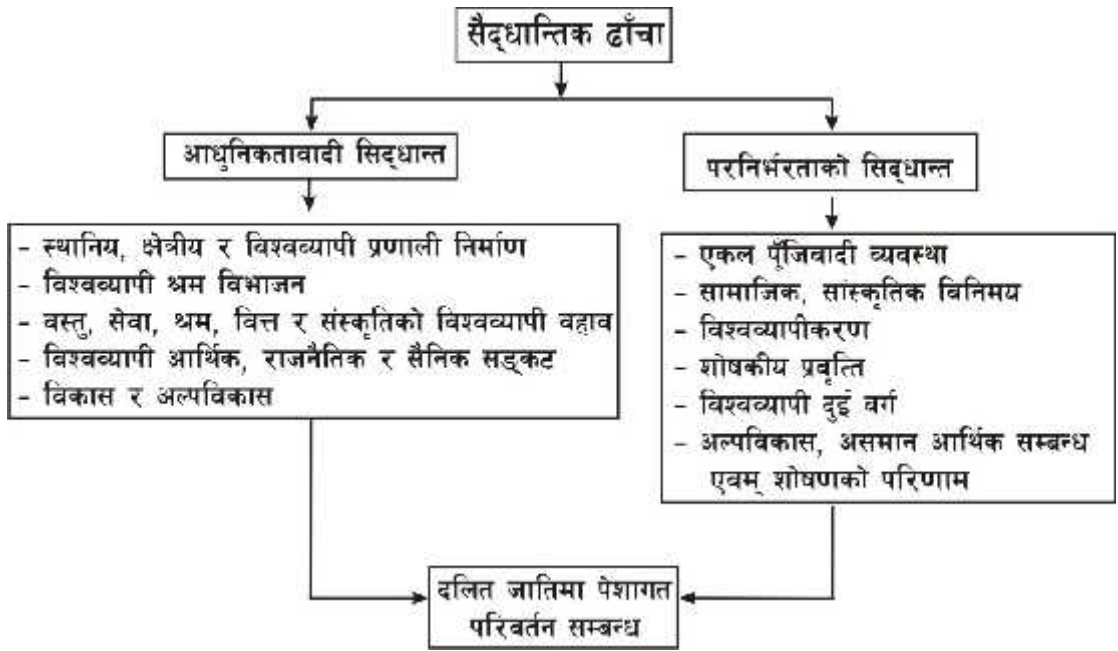 सैद्धान्तिक ढाँचा
आधुनिकतावादी सिद्धान्त
- स्थानिय, क्षेत्रीय र विश्वव्यापी प्रणाली निर्माण
- विश्वव्यापी श्रम विभाजन
- वस्तु, सेवा, श्रम, वित्त र संस्कृतिको विश्वव्यापी वहाव
- विश्वव्यापी आर्थिक, राजनैतिक र सैनिक सङ्कट
- विकास र अल्पविकास
परनिर्भरताको सिद्धान्त
- एकल पूँजिवादी व्यवस्था
- सामाजिक, सांस्कृतिक विनिमय
- विश्वव्यापीकरण
- शोषकीय प्रवृत्ति
- विश्वव्यापी दुई वर्ग
- अल्पविकास, असमान आर्थिक सम्बन्ध
एवम् शोषणको परिणाम
दलित जातिमा पेशागत
परिवर्तन सम्बन्ध